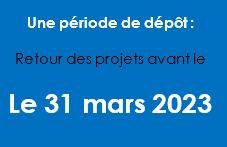 Une période de dépôt :
Retour des projets avant le
Le 31 mars 2023